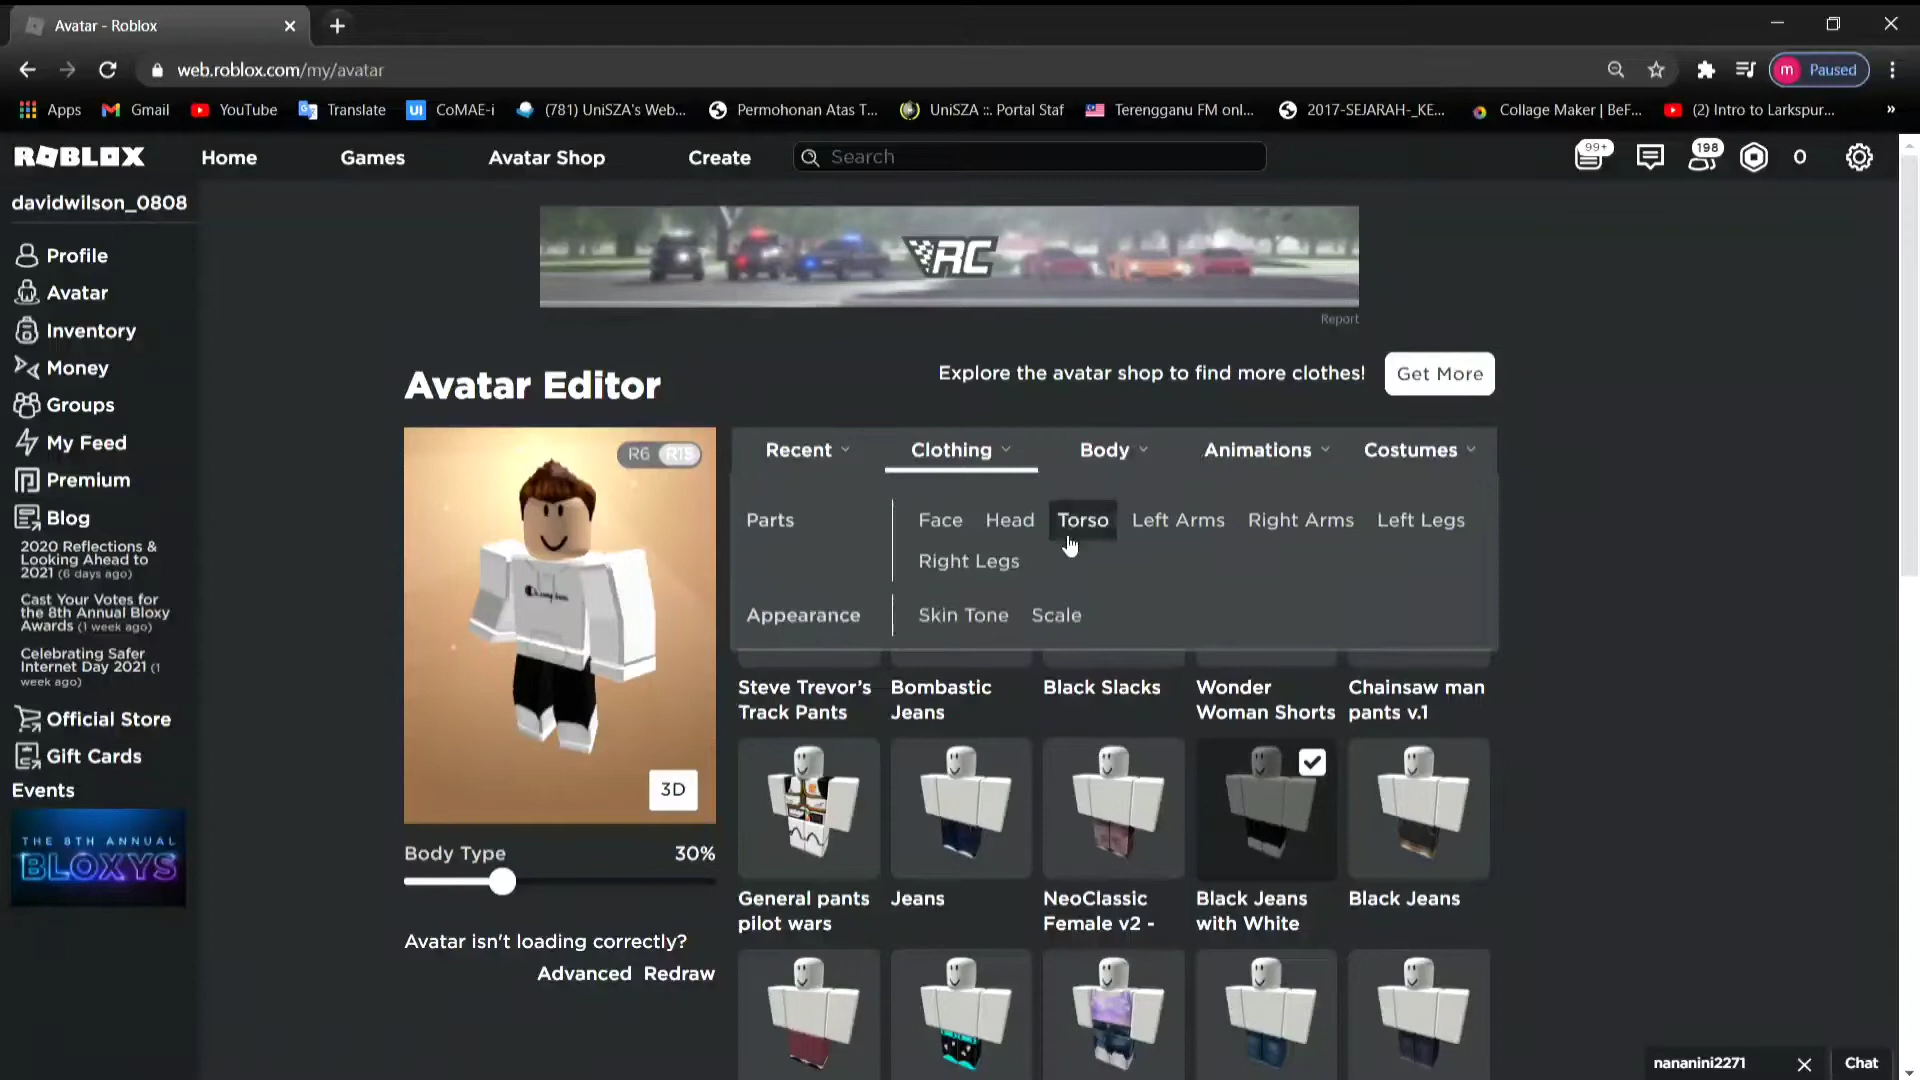 Avatar - Roblox
web.roblox.com/my/avatar
m Paused
Apps Gmail YouTube Translate UI CoMAE-i (781) UniSZA's Web... Permohonan Atas T... UniSZA ::. Portal Staf Terengganu FM onl... 2017-SEJARAH-_KE... Collage Maker | BeF... (2) Intro to Larkspur... »
ROBLOX Home Games Avatar Shop Create Search 99+ 198 0
davidwilson_0808
Profile
Avatar
Inventory
Money
Groups
My Feed
Premium
Blog
2020 Reflections &
Looking Ahead to
2021 (6 days ago)
Cast Your Votes for
the 8th Annual Bloxy
Awards (1 week ago)
Celebrating Safer
Internet Day 2021 (1
week ago)
Official Store
Gift Cards
Events
THE 8TH ANNUAL
BLOXYS
RC
Report
Avatar Editor
Explore the avatar shop to find more clothes! Get More
R6 R15
3D
Body Type 30%
Avatar isn't loading correctly?
Advanced Redraw
Recent Clothing Body Animations Costumes
Parts Face Head Torso Left Arms Right Arms Left Legs
Right Legs
Appearance Skin Tone Scale
Steve Trevor's
Track Pants
Bombastic
Jeans
Black Slacks
Wonder
Woman Shorts
Chainsaw man
pants v.1
General pants
pilot wars
Jeans
NeoClassic
Female v2 -
Black Jeans
with White
Black Jeans
nananini2271
Chat